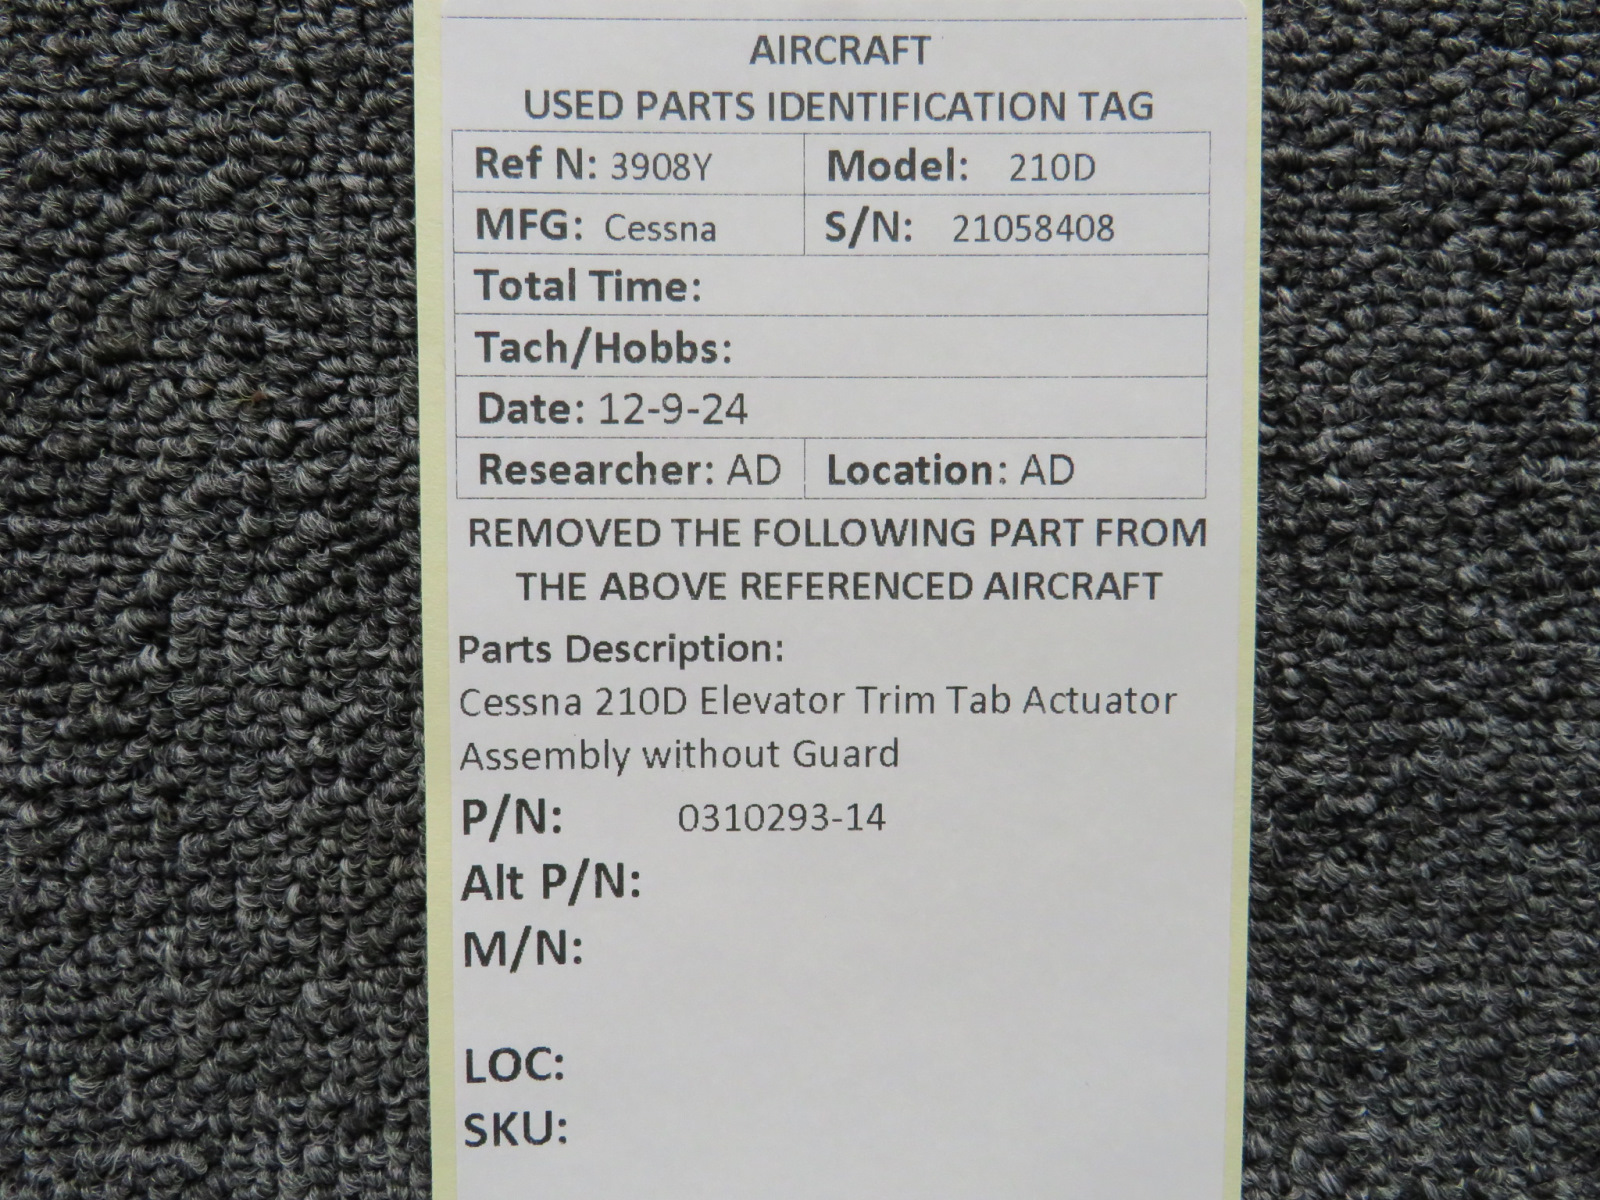 AIRCRAFT
USED PARTS IDENTIFICATION TAG
Ref N: 3908Y Model: 210D
MFG: Cessna S/N: 21058408
Total Time:
Tach/Hobbs:
Date: 12-9-24
Researcher: AD Location: AD
REMOVED THE FOLLOWING PART FROM
THE ABOVE REFERENCED AIRCRAFT
Parts Description:
Cessna 210D Elevator Trim Tab Actuator
Assembly without Guard
P/N: 0310293-14
Alt P/N:
M/N:
LOC:
SKU: